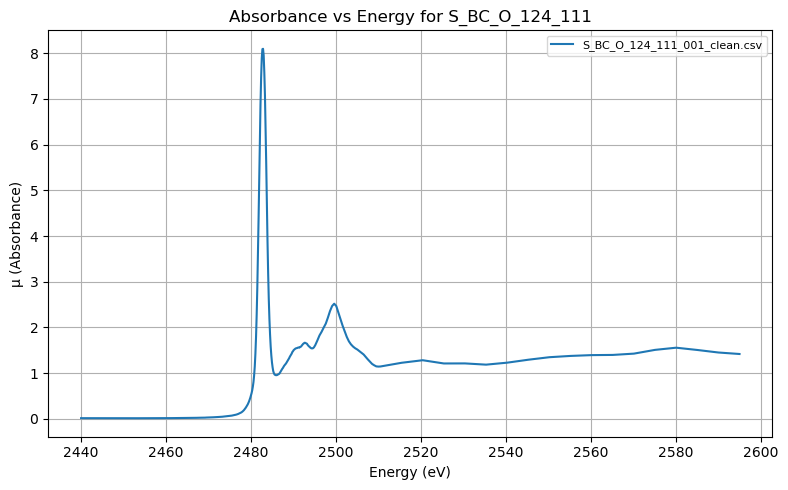 Absorbance vs Energy for S_BC_O_124_111
S_BC_O_124_111_001_clean.csv
μ (Absorbance)
8
7
6
5
4
3
2
1
0
2440 2460 2480 2500 2520 2540 2560 2580 2600
Energy (eV)